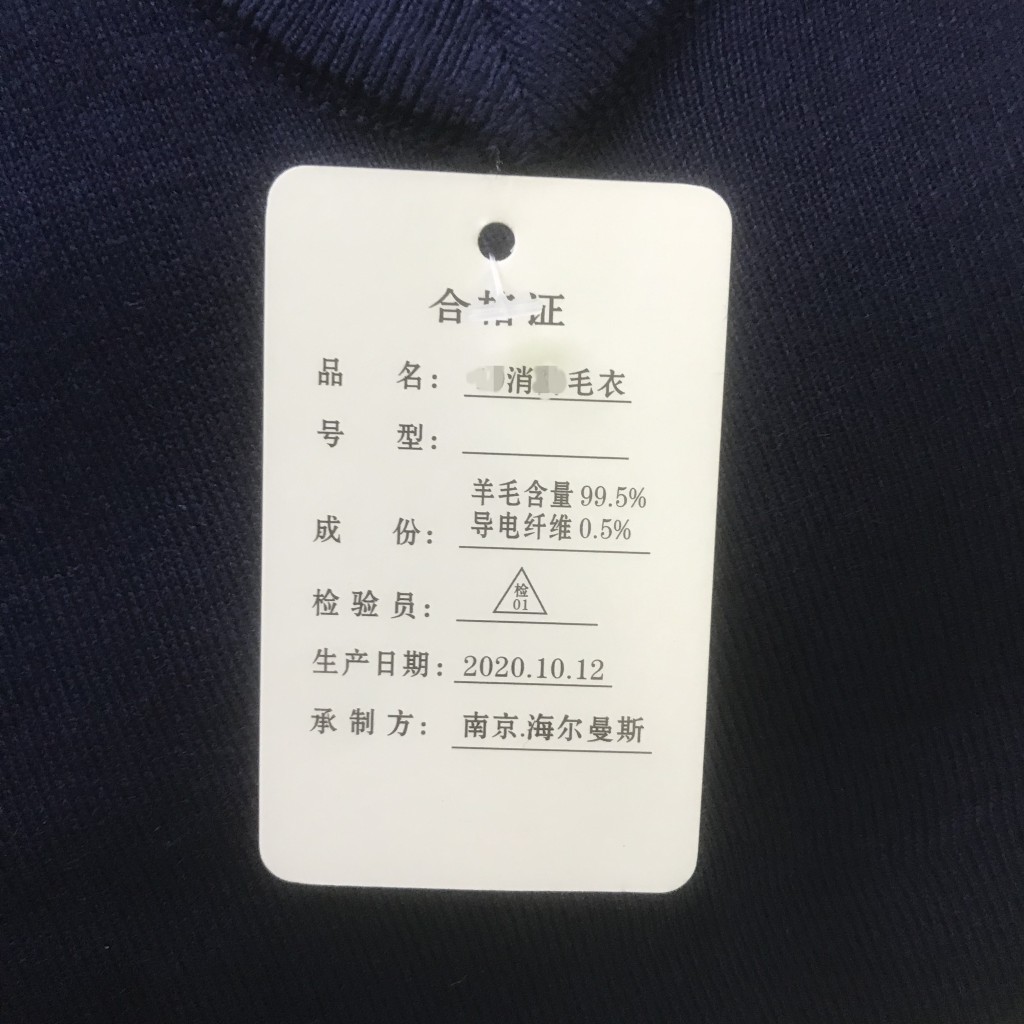 合格证
品 名: 消 毛衣
号 型:
成 份: 羊毛含量 99.5%
导电纤维 0.5%
检验员: 检 01
生产日期: 2020.10.12
承制方: 南京.海尔曼斯